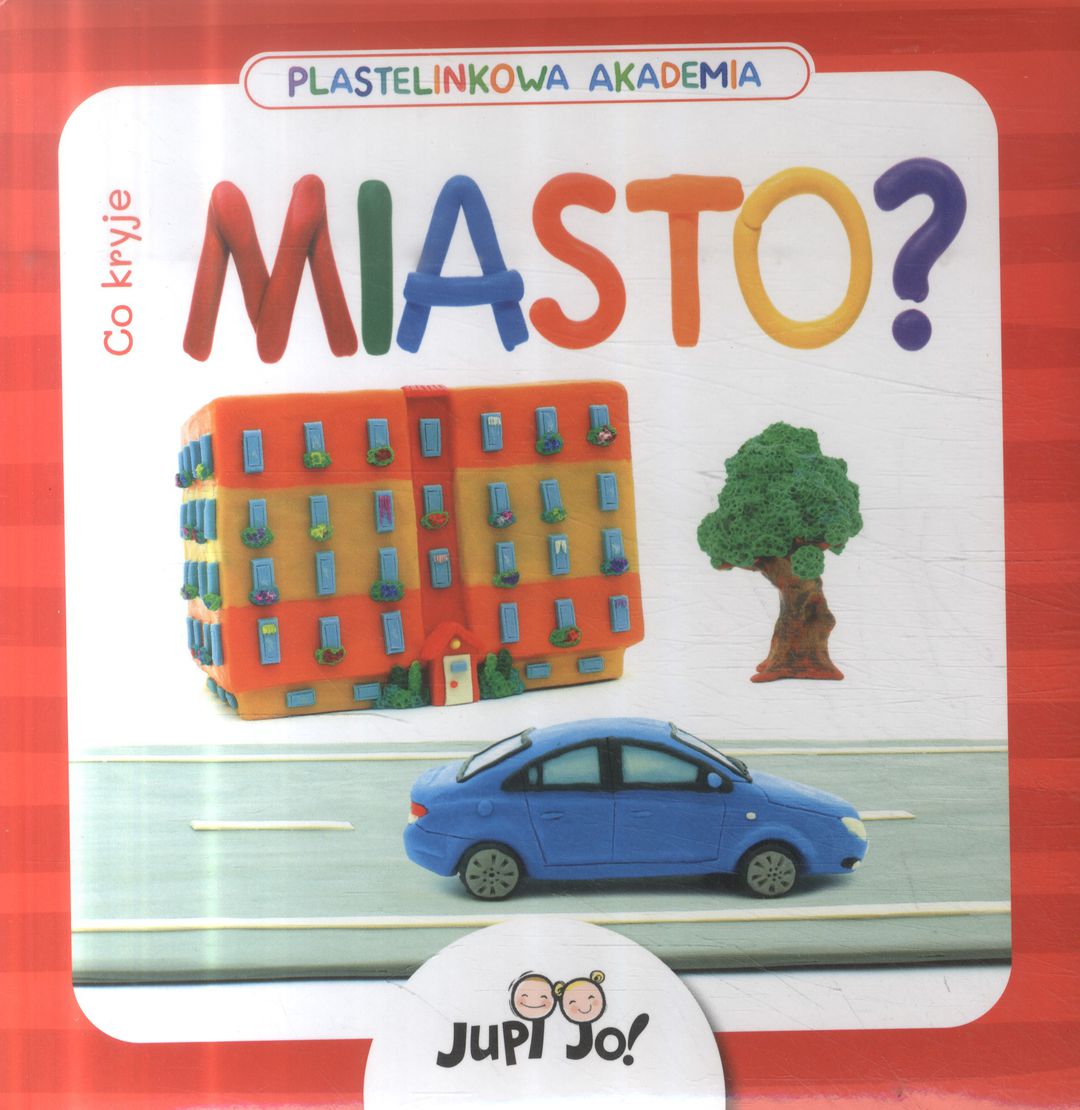 PLASTELINKOWA AKADEMIA
Co kryje
MIASTO?
JUPI JO!